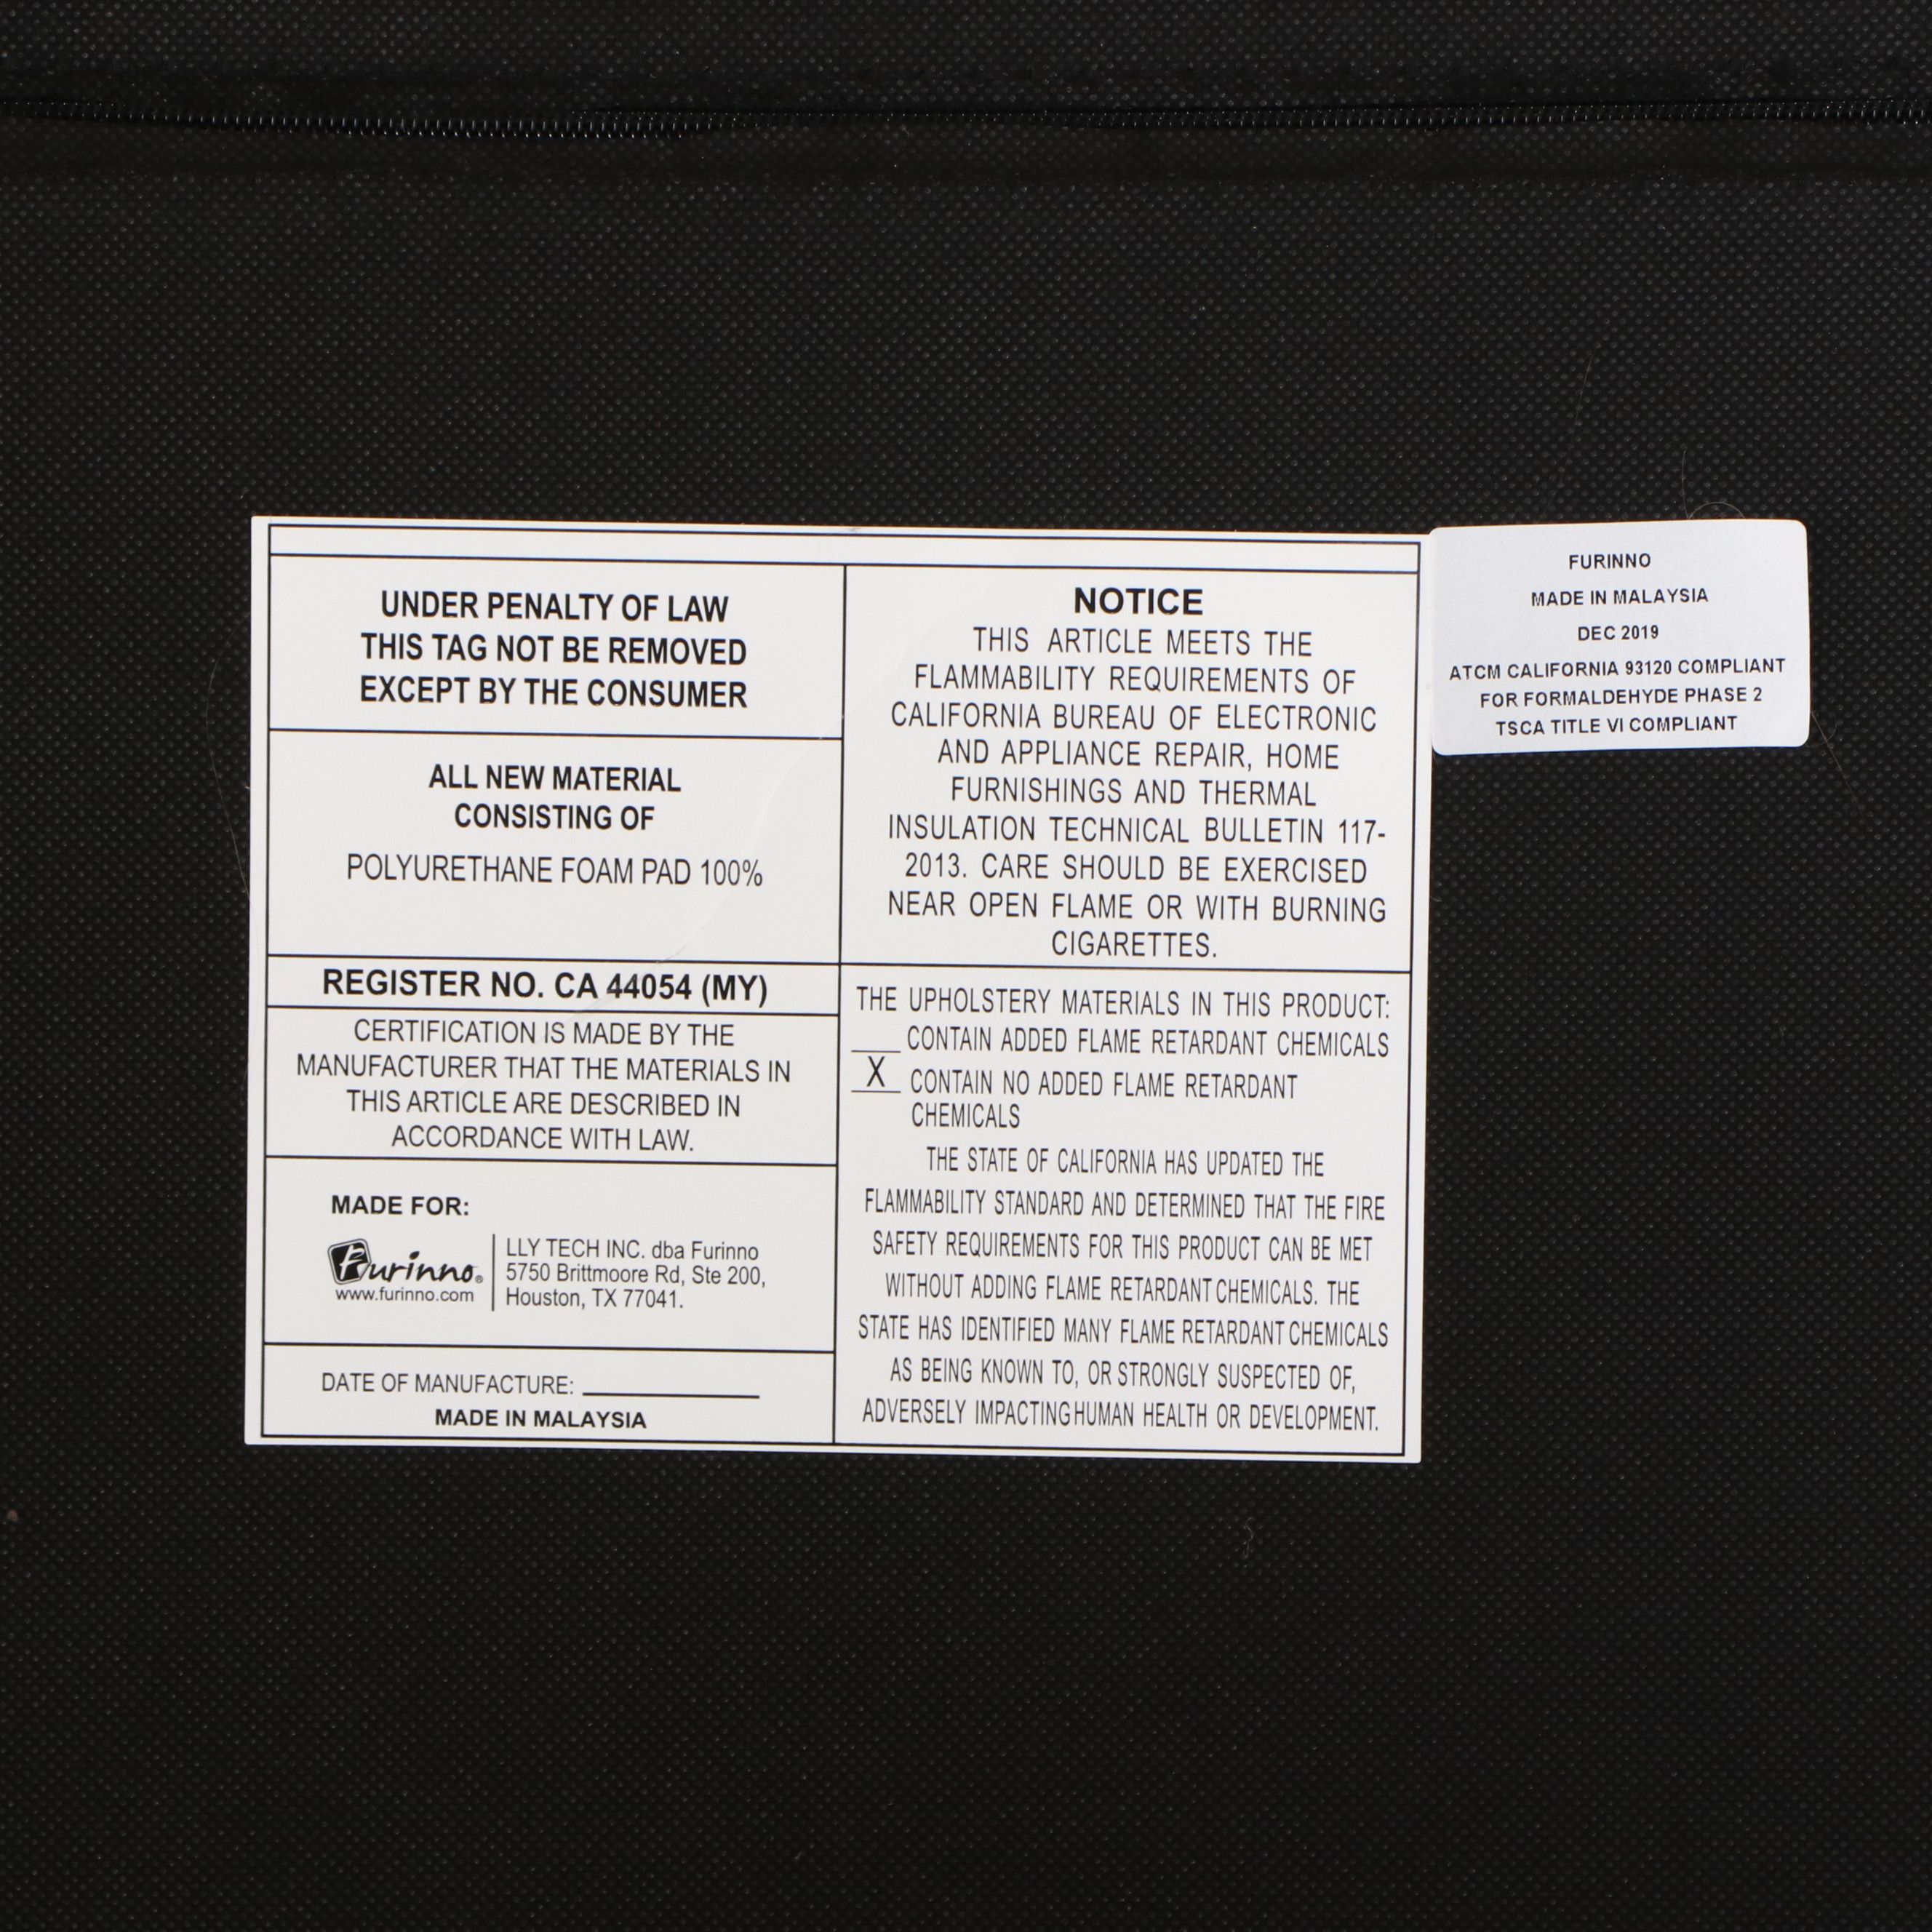 UNDER PENALTY OF LAW
THIS TAG NOT BE REMOVED
EXCEPT BY THE CONSUMER
ALL NEW MATERIAL
CONSISTING OF
POLYURETHANE FOAM PAD 100%
REGISTER NO. CA 44054 (MY)
CERTIFICATION IS MADE BY THE
MANUFACTURER THAT THE MATERIALS IN
THIS ARTICLE ARE DESCRIBED IN
ACCORDANCE WITH LAW.
MADE FOR:
Furinno®
www.furinno.com
LLY TECH INC. dba Furinno
5750 Brittmoore Rd, Ste 200,
Houston, TX 77041.
DATE OF MANUFACTURE: ____________
MADE IN MALAYSIA
NOTICE
THIS ARTICLE MEETS THE
FLAMMABILITY REQUIREMENTS OF
CALIFORNIA BUREAU OF ELECTRONIC
AND APPLIANCE REPAIR, HOME
FURNISHINGS AND THERMAL
INSULATION TECHNICAL BULLETIN 117-
2013. CARE SHOULD BE EXERCISED
NEAR OPEN FLAME OR WITH BURNING
CIGARETTES.
THE UPHOLSTERY MATERIALS IN THIS PRODUCT:
___ CONTAIN ADDED FLAME RETARDANT CHEMICALS
X CONTAIN NO ADDED FLAME RETARDANT
CHEMICALS
THE STATE OF CALIFORNIA HAS UPDATED THE
FLAMMABILITY STANDARD AND DETERMINED THAT THE FIRE
SAFETY REQUIREMENTS FOR THIS PRODUCT CAN BE MET
WITHOUT ADDING FLAME RETARDANT CHEMICALS. THE
STATE HAS IDENTIFIED MANY FLAME RETARDANT CHEMICALS
AS BEING KNOWN TO, OR STRONGLY SUSPECTED OF,
ADVERSELY IMPACTING HUMAN HEALTH OR DEVELOPMENT.
FURINNO
MADE IN MALAYSIA
DEC 2019
ATCM CALIFORNIA 93120 COMPLIANT
FOR FORMALDEHYDE PHASE 2
TSCA TITLE VI COMPLIANT